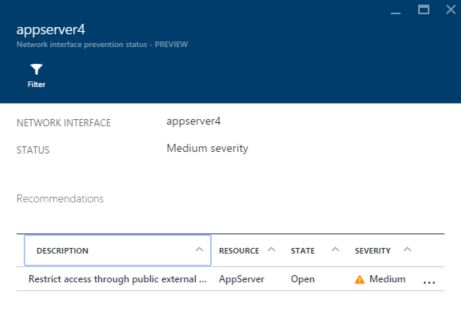 appserver4
Network interface prevention status - PREVIEW
Filter
NETWORK INTERFACE appserver4
STATUS Medium severity
Recommendations
DESCRIPTION RESOURCE STATE SEVERITY
Restrict access through public external ... AppServer Open Medium ...